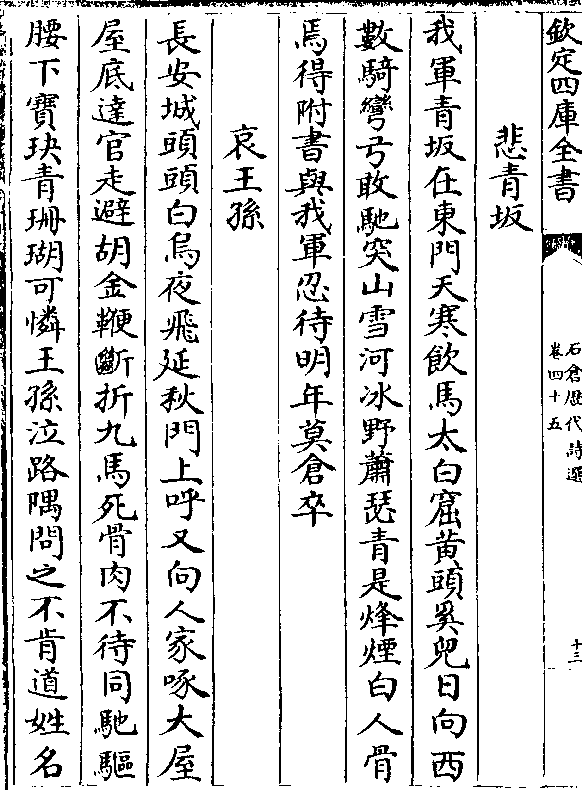 欽定四庫全書
石倉歴代詩選
卷四十五
十三
悲青坂
我軍青坂在東門天寒飲馬太白窟黄頭奚兒日向西
數騎彎弓敢馳突山雪河冰野蕭瑟青是烽煙白人骨
焉得附書與我軍忍待明年莫倉卒
哀王孫
長安城頭頭白烏夜飛延秋門上呼又向人家啄大屋
屋底達官走避胡金鞭斷折九馬死骨肉不待同馳驅
腰下寳玦青珊瑚可憐王孫泣路隅問之不肯道姓名